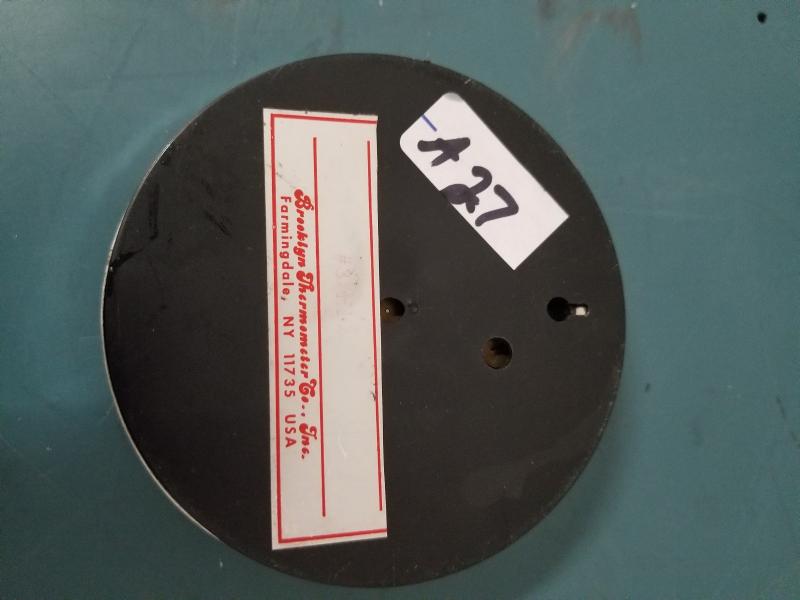 Brooklyn Thermometer Co., Inc.
Farmingdale, NY 11735 USA
A27